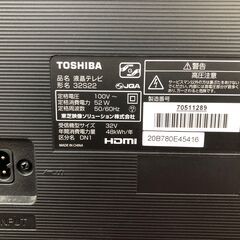 TOSHIBA
品名 液晶テレビ
形名 32S22
定格電圧 100V～
定格消費電力 52W
定格周波数 50/60Hz
東芝映像ソリューション株式会社
受信機型サイズ 32V
年間消費電力量 48kWh/年
区分名 DN1
MADE IN CHINA
JQA
HDMI
警告
高圧注意
製造番号
70511289
20B780E45416